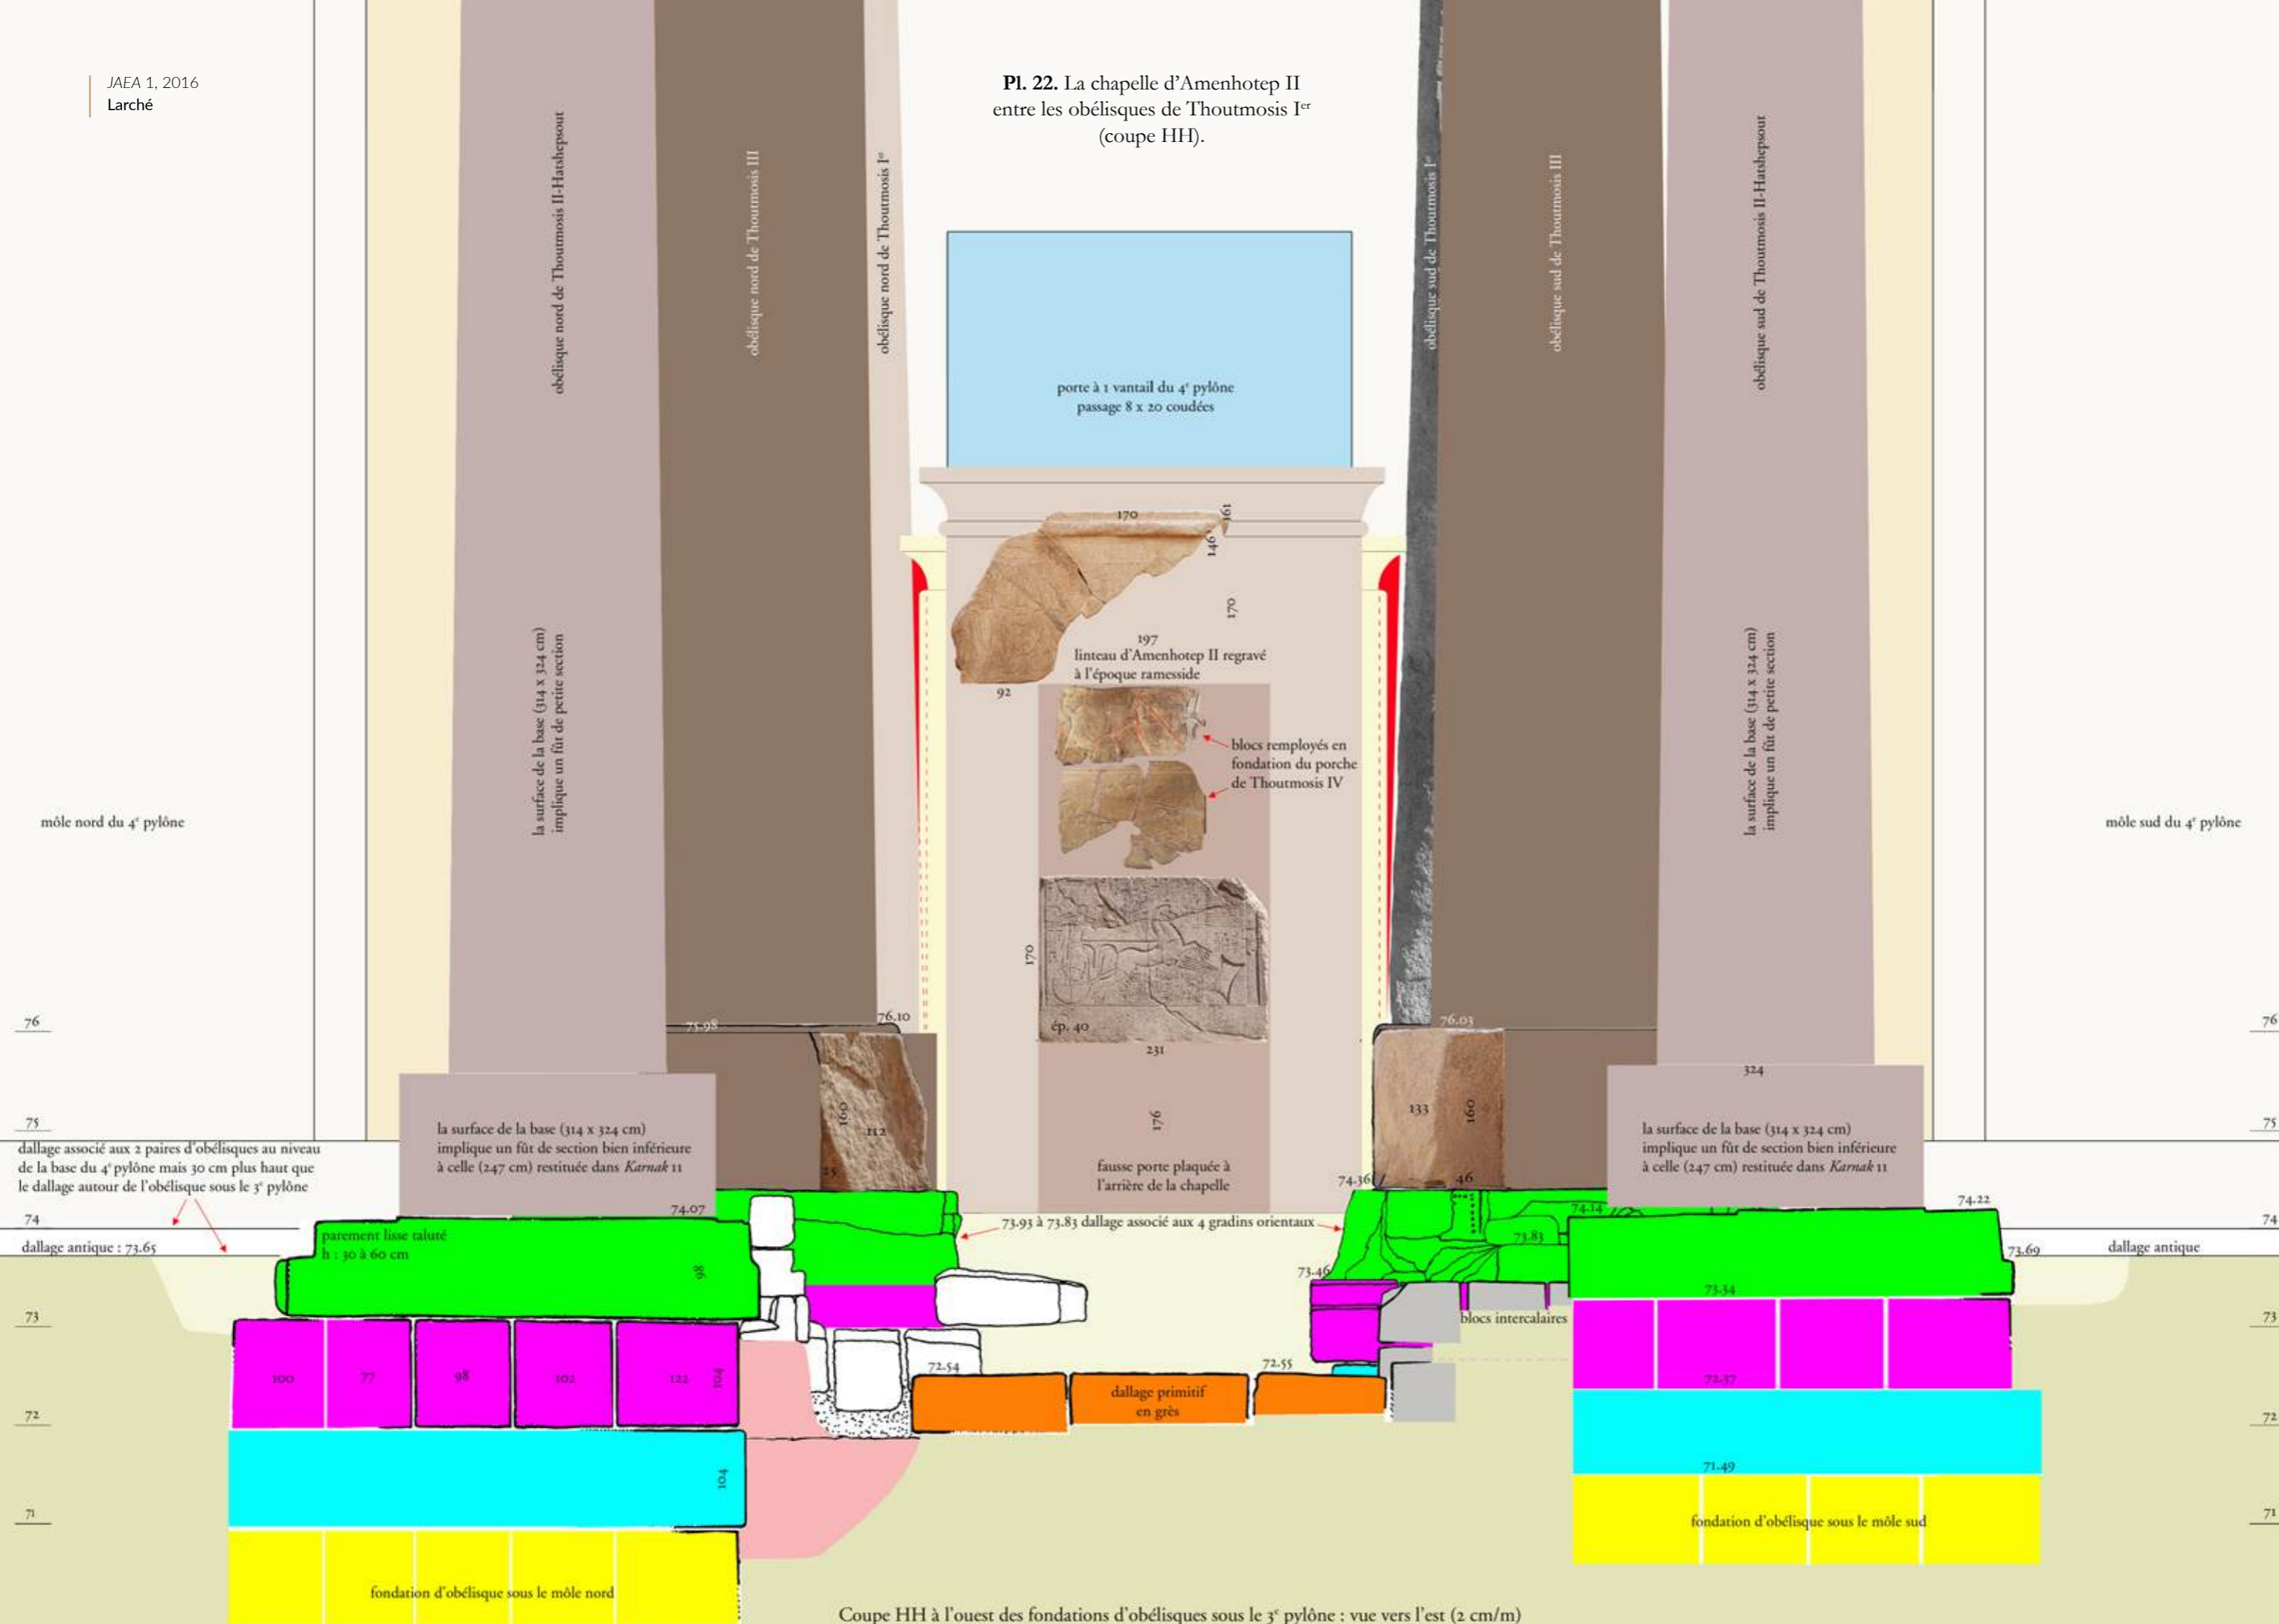 JAEA 1, 2016
Larché
Pl. 22. La chapelle d'Amenhotep II
entre les obélisques de Thoutmosis Ier
(coupe HH).
obélisque nord de Thoutmosis II-Hatshepsout
obélisque nord de Thoutmosis III
obélisque nord de Thoutmosis Ier
obélisque sud de Thoutmosis Ier
obélisque sud de Thoutmosis III
obélisque sud de Thoutmosis II-Hatshepsout
porte à 1 vantail du 4e pylône
passage 8 x 20 coudées
170
161
146
170
197
linteau d'Amenhotep II regravé
à l'époque ramesside
92
blocs remployés en
fondation du porche
de Thoutmosis IV
la surface de la base (314 x 324 cm)
implique un fût de petite section
la surface de la base (314 x 324 cm)
implique un fût de petite section
môle nord du 4e pylône
môle sud du 4e pylône
170
ép. 40
231
176
fausse porte plaquée à
l'arrière de la chapelle
76
75.98
76.10
76.03
76
160
112
25
133
160
46
324
75
75
dallage associé aux 2 paires d'obélisques au niveau
de la base du 4e pylône mais 30 cm plus haut que
le dallage autour de l'obélisque sous le 3e pylône
la surface de la base (314 x 324 cm)
implique un fût de section bien inférieure
à celle (247 cm) restituée dans Karnak 11
la surface de la base (314 x 324 cm)
implique un fût de section bien inférieure
à celle (247 cm) restituée dans Karnak 11
74.36
74.07
74.14
74.22
74
74
73.93 à 73.83 dallage associé aux 4 gradins orientaux
parement lisse taluté
h : 30 à 60 cm
98
73.83
dallage antique : 73.65
73.69
dallage antique
73.46
73.34
73
73
blocs intercalaires
100
77
98
102
122
104
72.54
72.55
72.37
dallage primitif
en grès
72
72
104
71.49
71
71
fondation d'obélisque sous le môle sud
fondation d'obélisque sous le môle nord
Coupe HH à l'ouest des fondations d'obélisques sous le 3e pylône : vue vers l'est (2 cm/m)